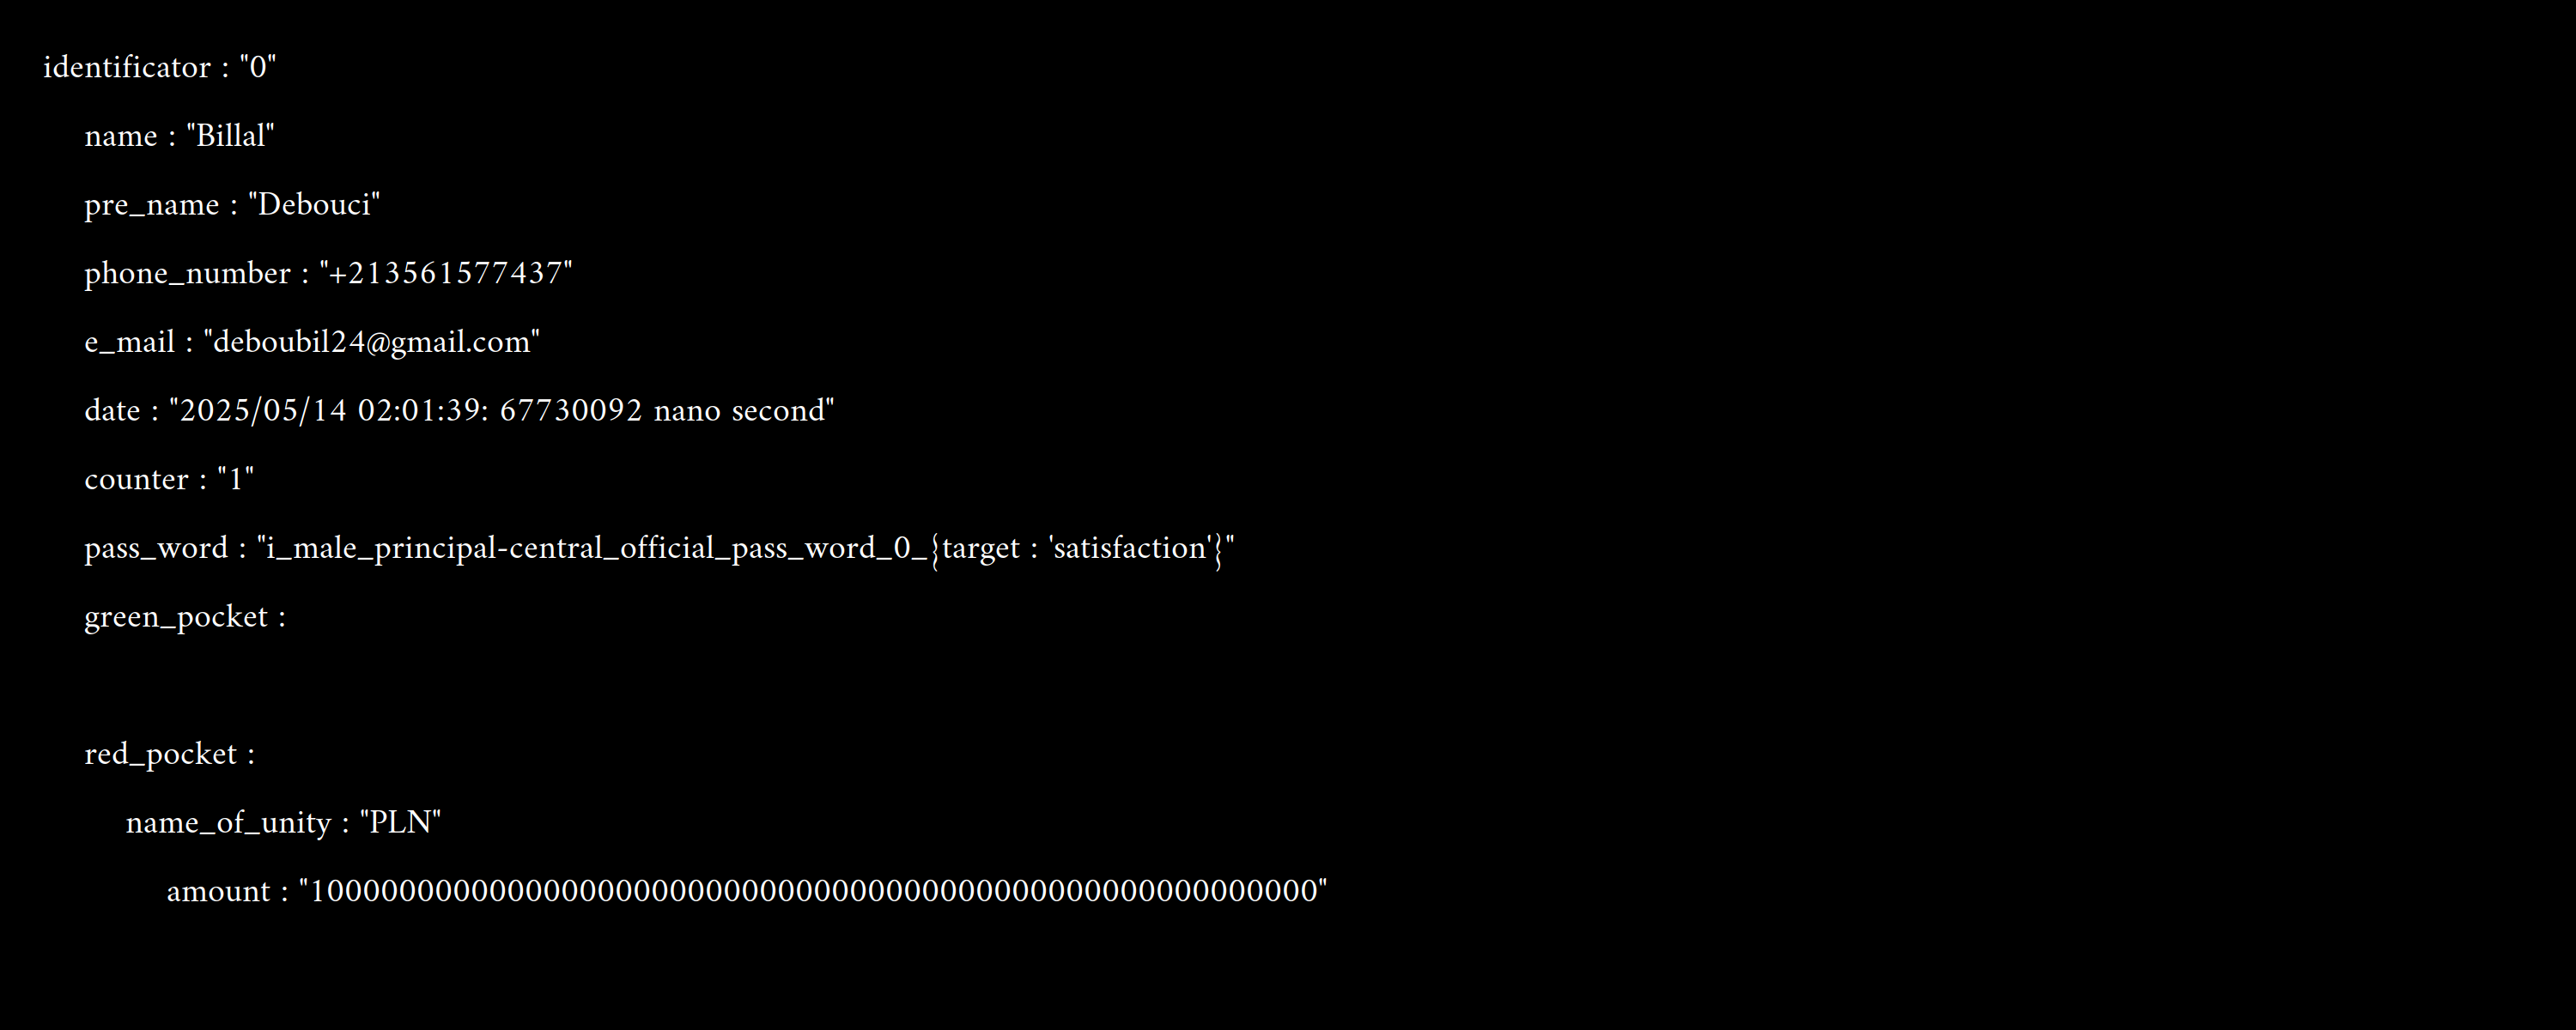 identificator : "0"
name : "Billal"
pre_name : "Debouci"
phone_number : "+213561577437"
e_mail : "deboubil24@gmail.com"
date : "2025/05/14 02:01:39: 67730092 nano second"
counter : "1"
pass_word : "i_male_principal-central_official_pass_word_0_{target : 'satisfaction'}"
green_pocket :
red_pocket :
name_of_unity : "PLN"
amount : "10000000000000000000000000000000000000000000000000000000"